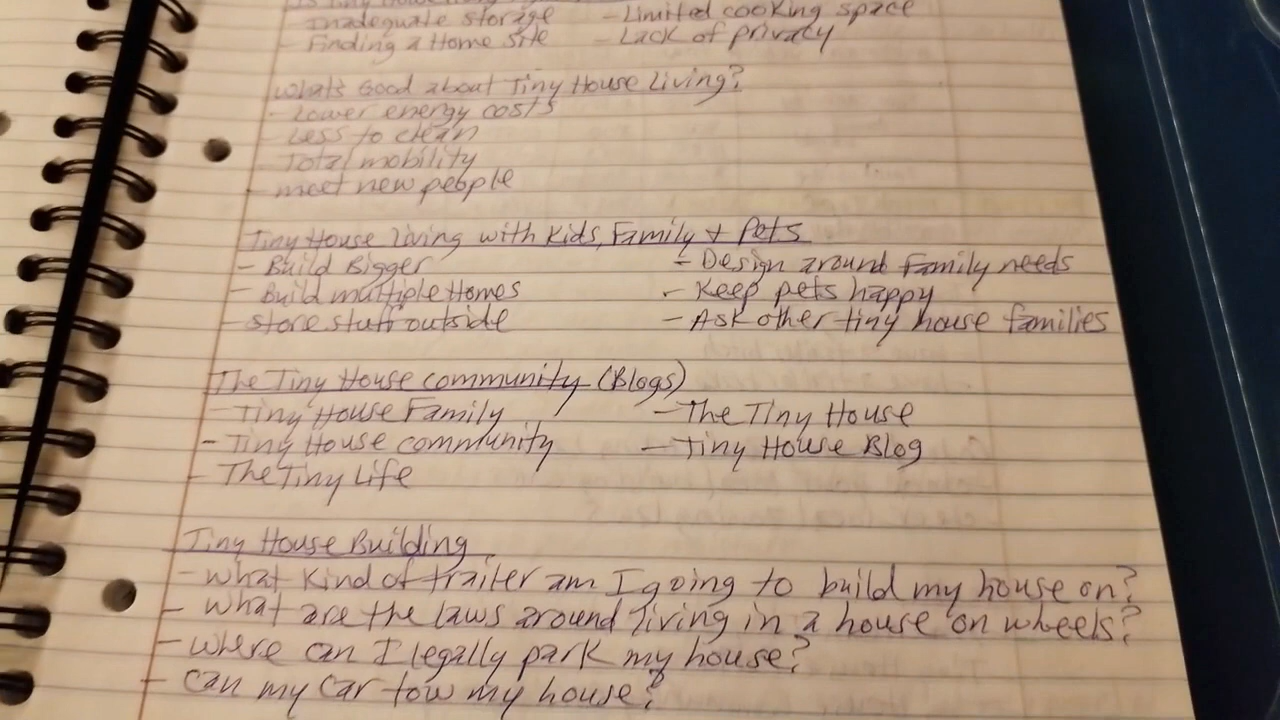 Inadequate storage - Limited cooking space
- Finding a Home Site - Lack of privacy
What's Good about Tiny House Living?
- Lower energy costs
- Less to clean
- Total mobility
- meet new people
Tiny House living with Kids, Family + Pets
- Build Bigger - Design around Family needs
- Build multiple Homes - Keep pets happy
- store stuff outside - Ask other tiny house families
The Tiny House community (Blogs)
- Tiny House Family - The Tiny House
- Tiny House community - Tiny House Blog
- The Tiny Life
Tiny House Building
- what kind of trailer am I going to build my house on?
- what are the laws around living in a house on wheels?
- where can I legally park my house?
- can my car tow my house?